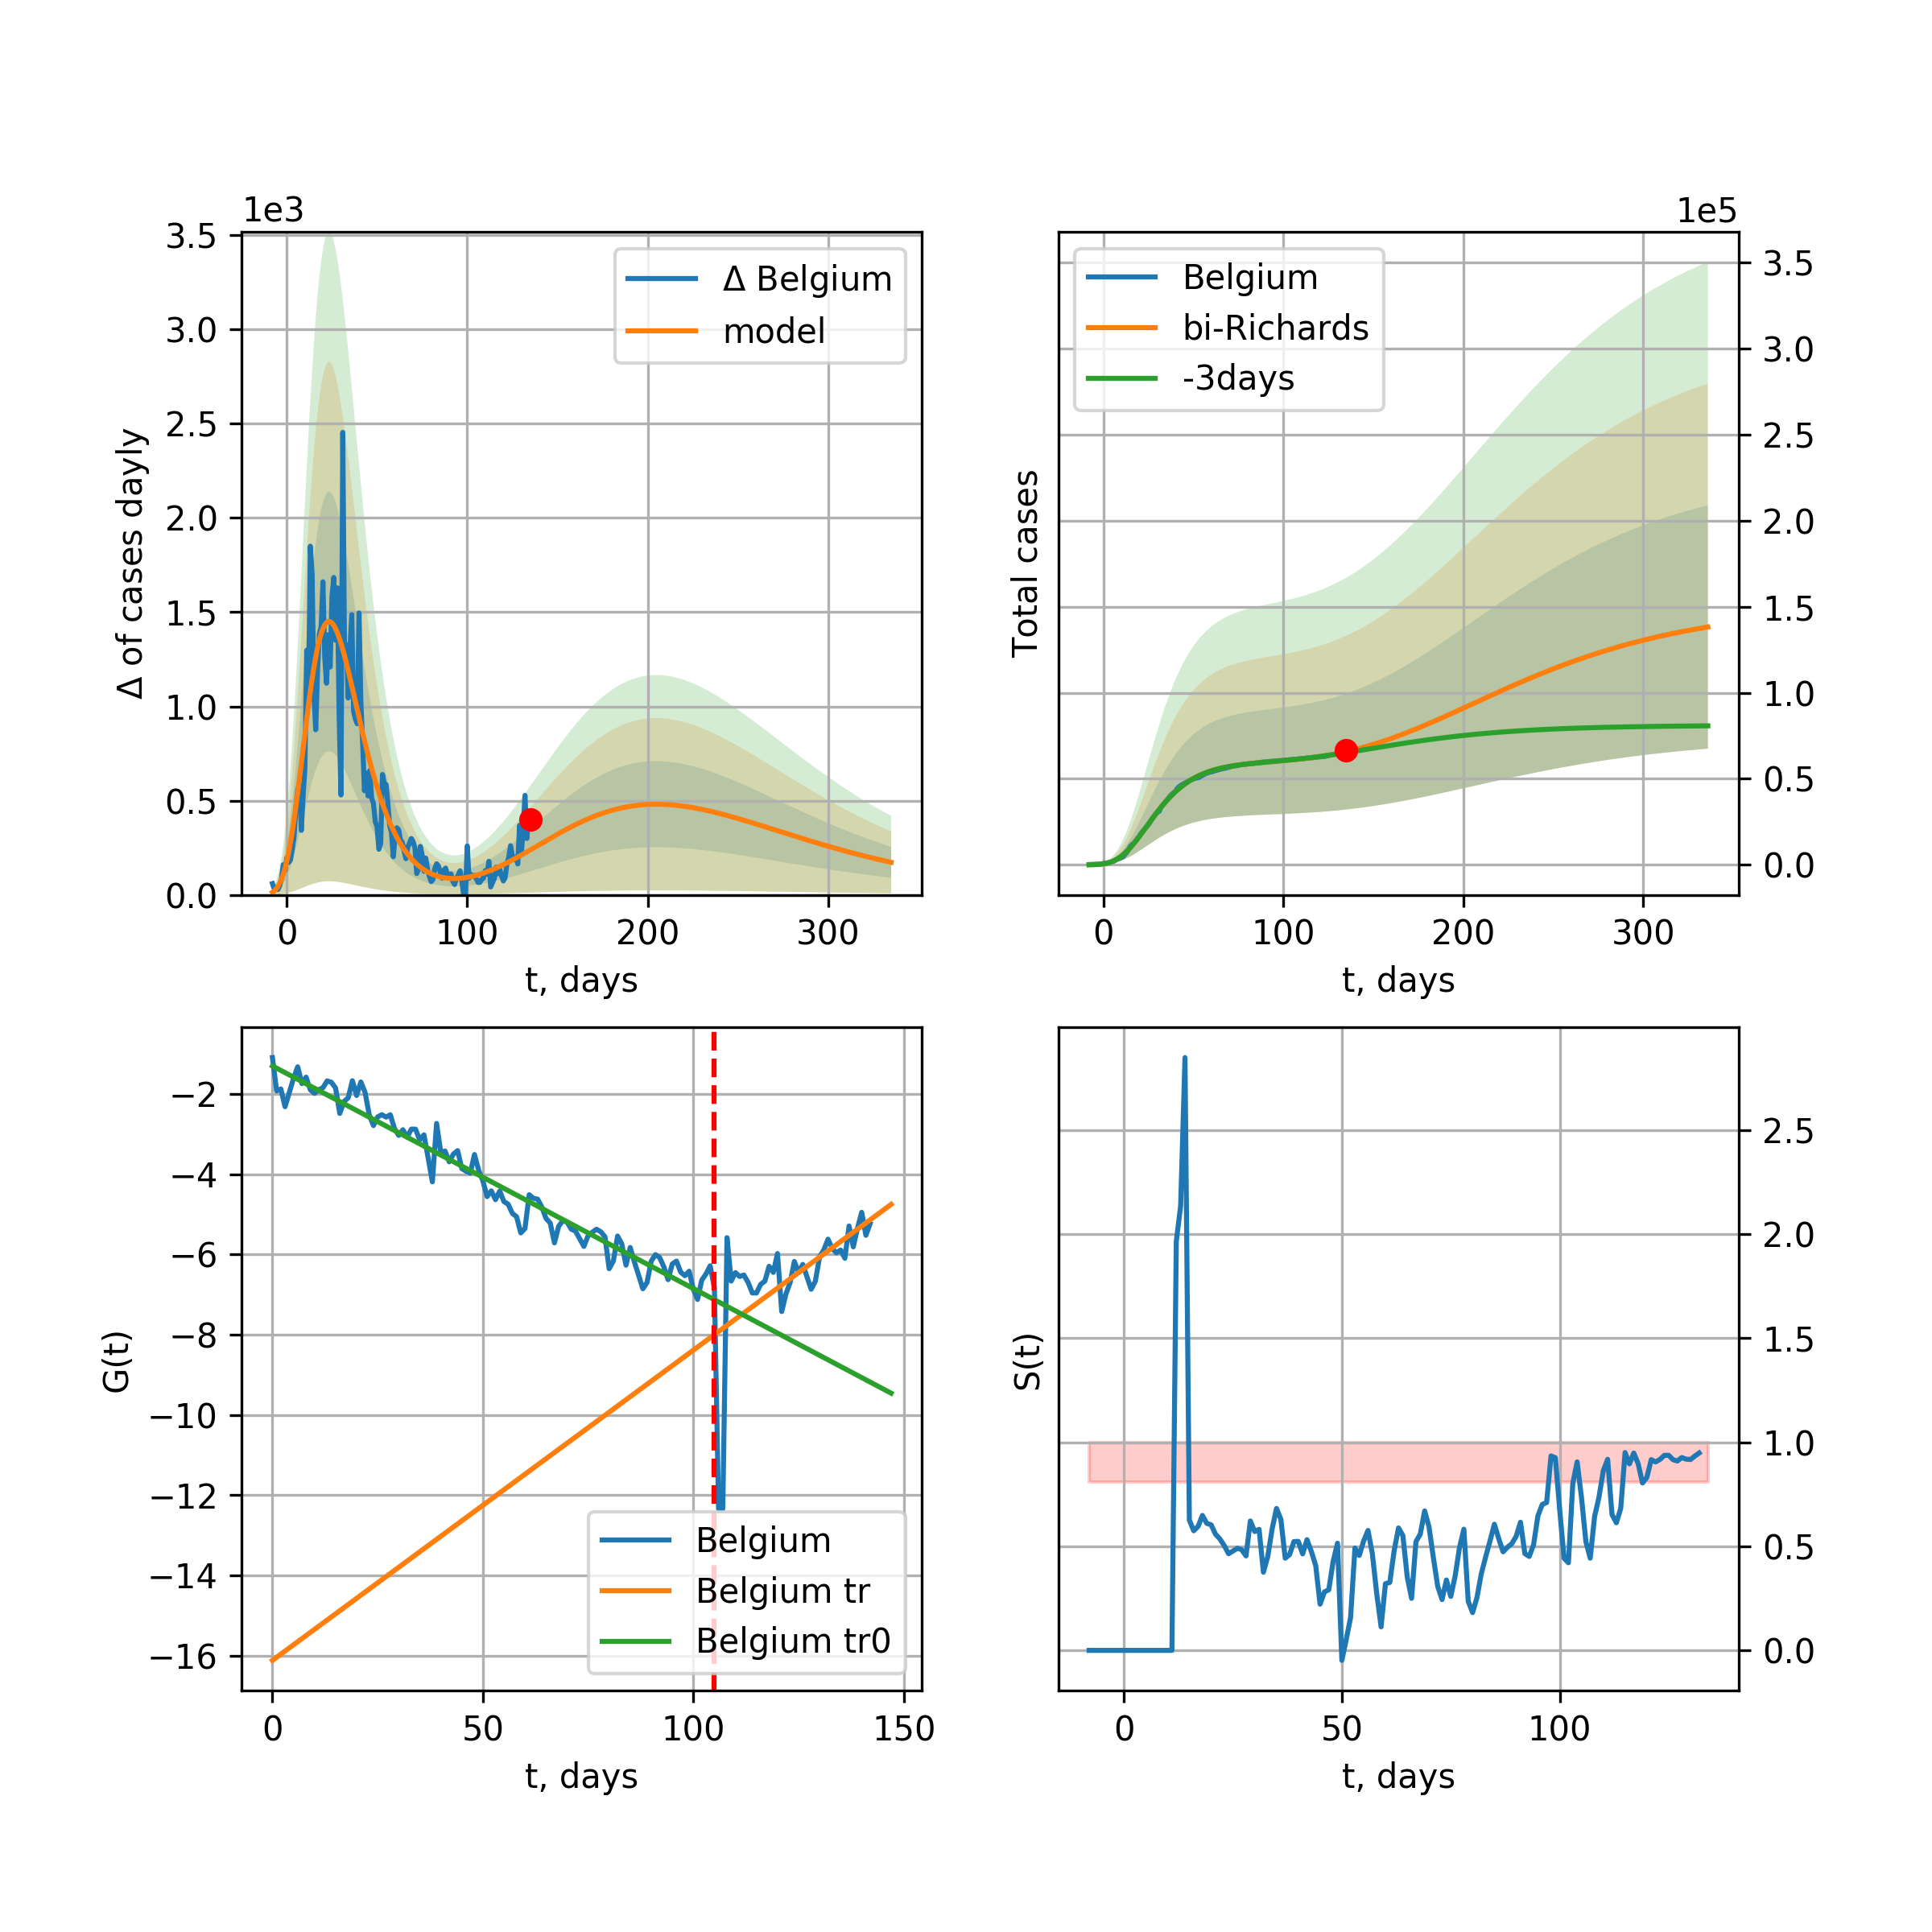 1e3
3.5
3.0
2.5
2.0
1.5
1.0
0.5
0.0
Δ of cases dayly
Δ Belgium
model
0
100
200
300
t, days
1e5
Total cases
Belgium
bi-Richards
-3days
3.5
3.0
2.5
2.0
1.5
1.0
0.5
0.0
0
100
200
300
t, days
G(t)
−2
−4
−6
−8
−10
−12
−14
−16
Belgium
Belgium tr
Belgium tr0
0
50
100
150
t, days
S(t)
2.5
2.0
1.5
1.0
0.5
0.0
0
50
100
t, days